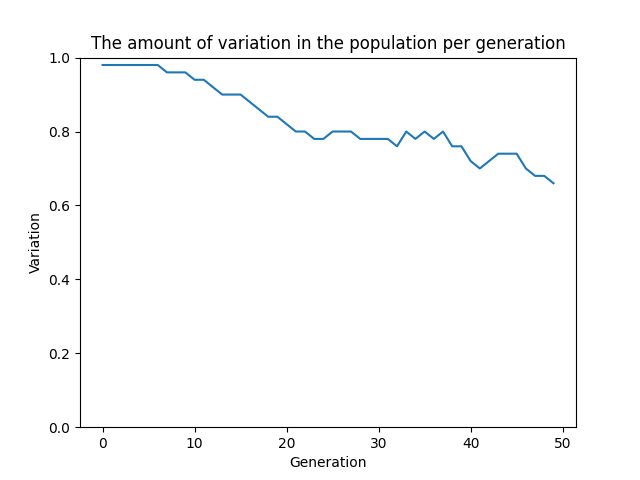 The amount of variation in the population per generation
1.0
0.8
0.6
0.4
0.2
0.0
Variation
0 10 20 30 40 50
Generation